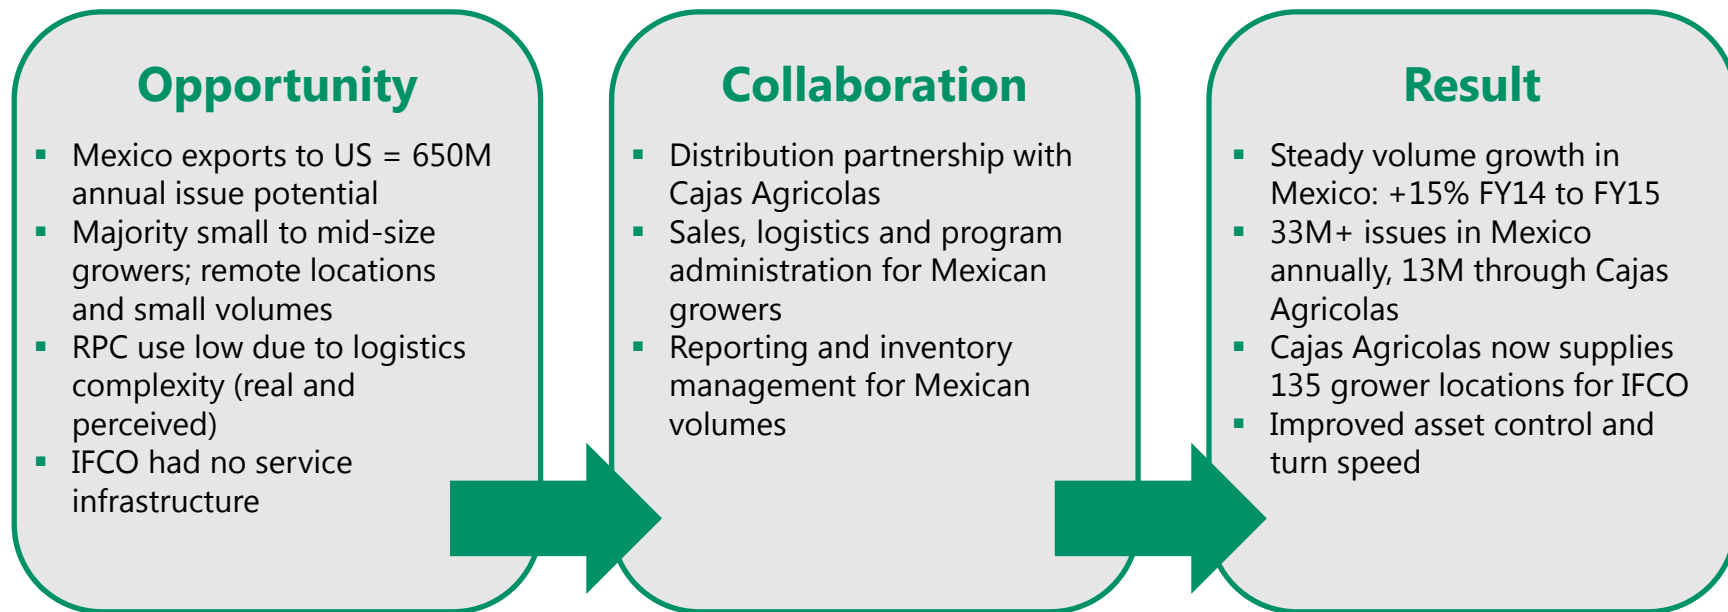 Opportunity
▪ Mexico exports to US = 650M
annual issue potential
▪ Majority small to mid-size
growers; remote locations
and small volumes
▪ RPC use low due to logistics
complexity (real and
perceived)
▪ IFCO had no service
infrastructure
Collaboration
▪ Distribution partnership with
Cajas Agricolas
▪ Sales, logistics and program
administration for Mexican
growers
▪ Reporting and inventory
management for Mexican
volumes
Result
▪ Steady volume growth in
Mexico: +15% FY14 to FY15
▪ 33M+ issues in Mexico
annually, 13M through Cajas
Agricolas
▪ Cajas Agricolas now supplies
135 grower locations for IFCO
▪ Improved asset control and
turn speed